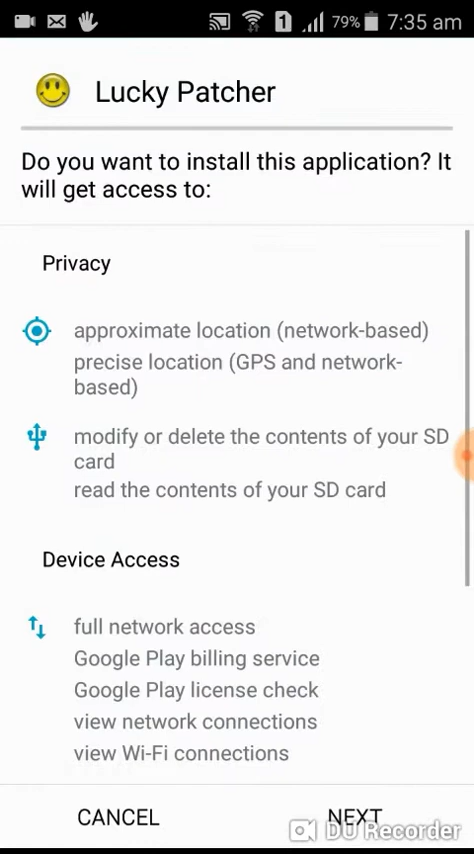 1 79% 7:35 am
Lucky Patcher
Do you want to install this application? It
will get access to:
Privacy
approximate location (network-based)
precise location (GPS and network-
based)
modify or delete the contents of your SD
card
read the contents of your SD card
Device Access
full network access
Google Play billing service
Google Play license check
view network connections
view Wi-Fi connections
CANCEL NEXT
DU Recorder